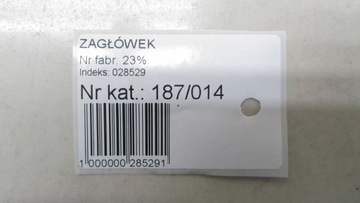 ZAGŁÓWEK
Nr fabr. 23%
Indeks: 028529
Nr kat.: 187/014
1 000000 285291